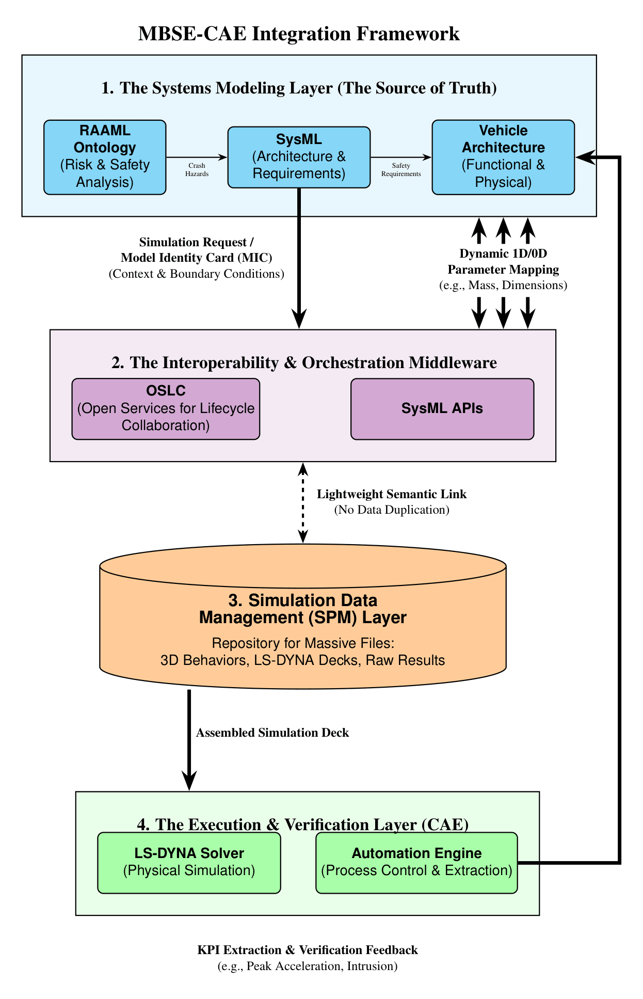 MBSE-CAE Integration Framework
1. The Systems Modeling Layer (The Source of Truth)
RAAML
Ontology
(Risk & Safety
Analysis)
Crash
Hazards
SysML
(Architecture &
Requirements)
Safety
Requirements
Vehicle
Architecture
(Functional &
Physical)
Simulation Request /
Model Identity Card (MIC)
(Context & Boundary Conditions)
Dynamic 1D/0D
Parameter Mapping
(e.g., Mass, Dimensions)
2. The Interoperability & Orchestration Middleware
OSLC
(Open Services for Lifecycle
Collaboration)
SysML APIs
Lightweight Semantic Link
(No Data Duplication)
3. Simulation Data
Management (SPM) Layer
Repository for Massive Files:
3D Behaviors, LS-DYNA Decks, Raw Results
Assembled Simulation Deck
4. The Execution & Verification Layer (CAE)
LS-DYNA Solver
(Physical Simulation)
Automation Engine
(Process Control & Extraction)
KPI Extraction & Verification Feedback
(e.g., Peak Acceleration, Intrusion)